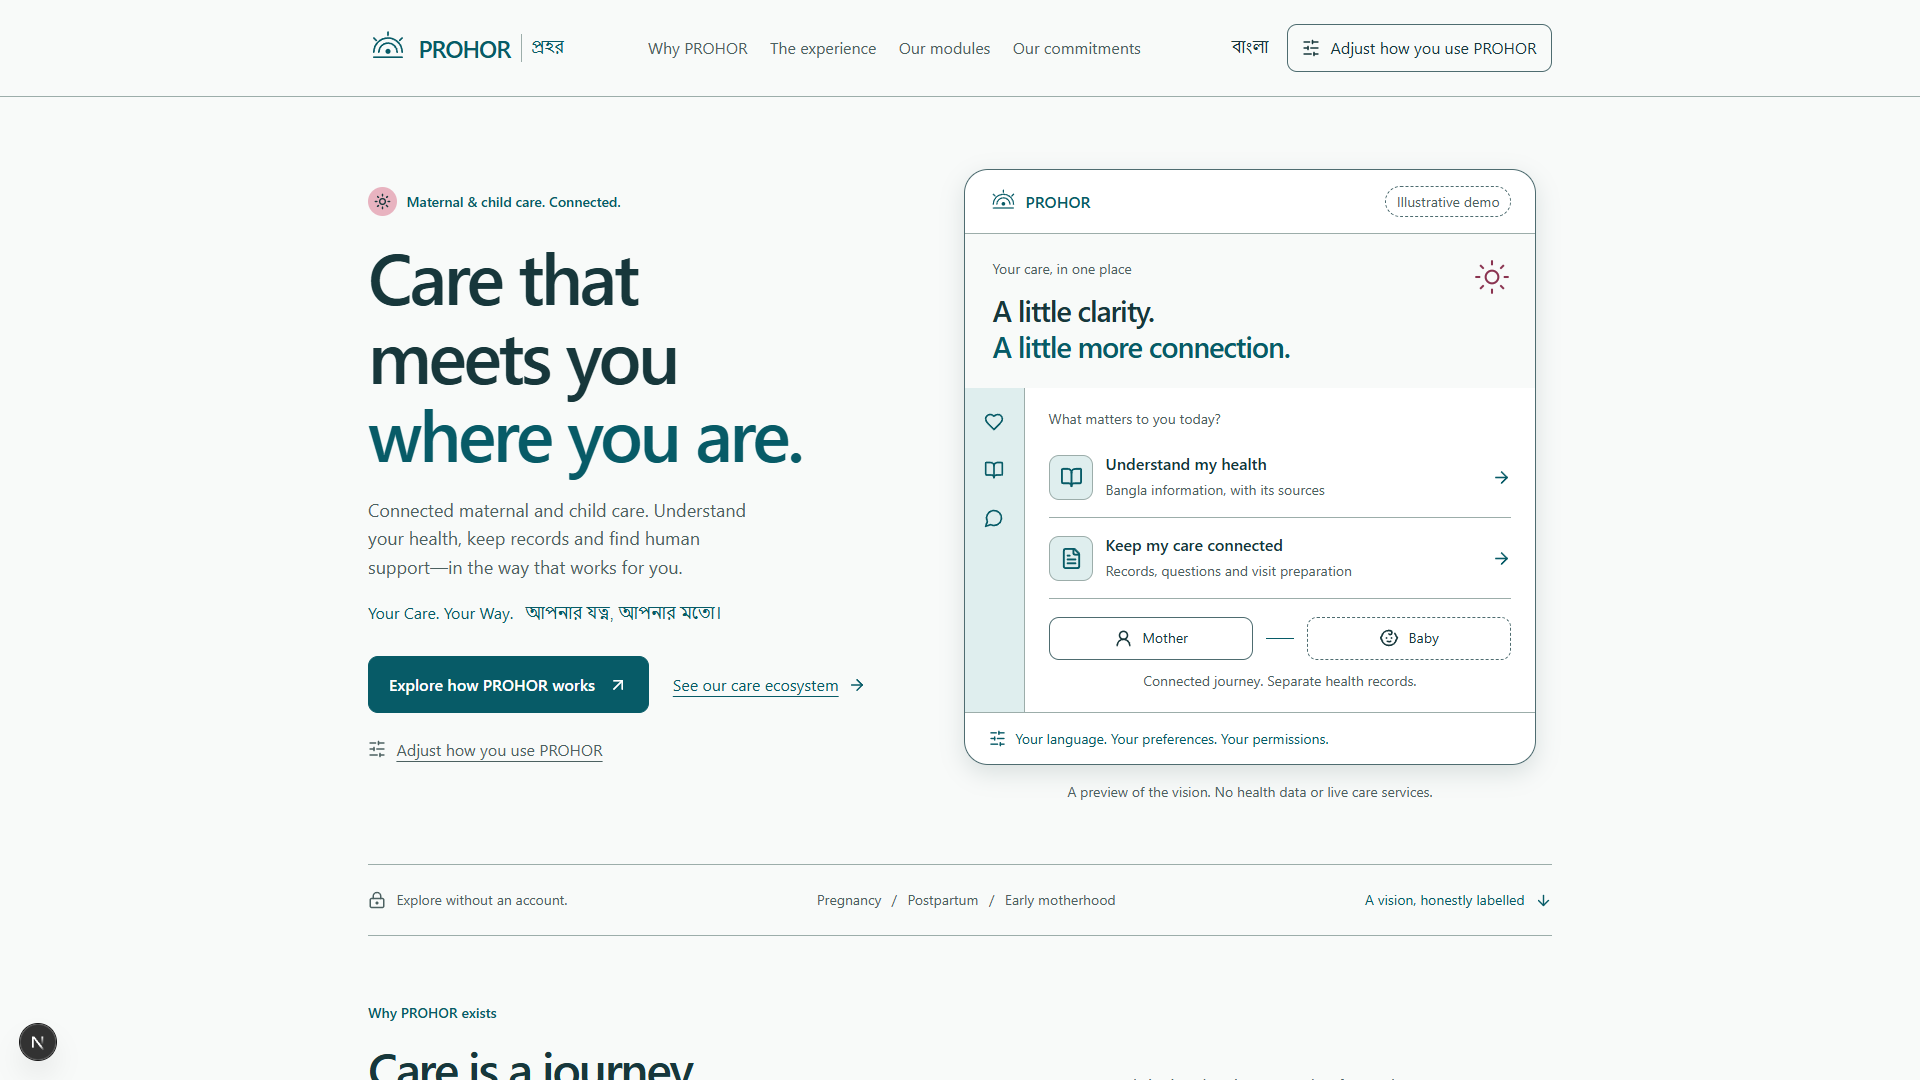 PROHOR প্রহর
Why PROHOR
The experience
Our modules
Our commitments
বাংলা
Adjust how you use PROHOR
Maternal & child care. Connected.
Care that
meets you
where you are.
Connected maternal and child care. Understand
your health, keep records and find human
support—in the way that works for you.
Your Care. Your Way. আপনার যত্ন, আপনার মতো।
Explore how PROHOR works
See our care ecosystem
Adjust how you use PROHOR
PROHOR
Illustrative demo
Your care, in one place
A little clarity.
A little more connection.
What matters to you today?
Understand my health
Bangla information, with its sources
Keep my care connected
Records, questions and visit preparation
Mother
Baby
Connected journey. Separate health records.
Your language. Your preferences. Your permissions.
A preview of the vision. No health data or live care services.
Explore without an account.
Pregnancy / Postpartum / Early motherhood
A vision, honestly labelled
Why PROHOR exists
Care is a journey
N